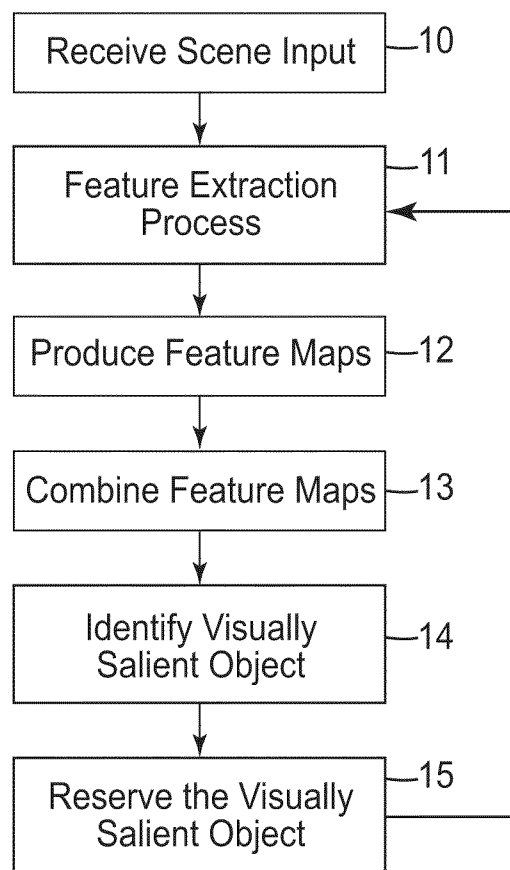 Receive Scene Input
10
Feature Extraction
Process
11
Produce Feature Maps
12
Combine Feature Maps
13
Identify Visually
Salient Object
14
Reserve the Visually
Salient Object
15